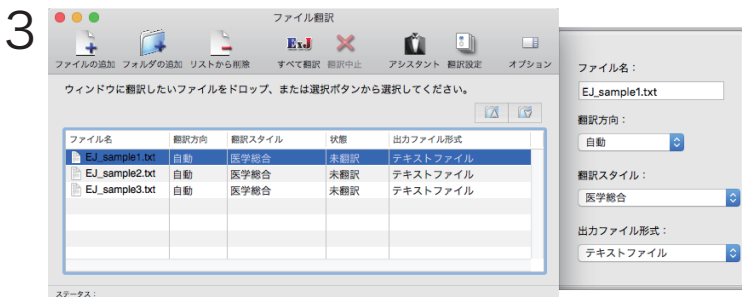 3
ファイル翻訳
ExJ
ファイルの追加 フォルダの追加 リストから削除 すべて翻訳 翻訳中止 アシスタント 翻訳設定 オプション
ウィンドウに翻訳したいファイルをドロップ、または選択ボタンから選択してください。
ファイル名 翻訳方向 翻訳スタイル 状態 出力ファイル形式
EJ_sample1.txt 自動 医学総合 未翻訳 テキストファイル
EJ_sample2.txt 自動 医学総合 未翻訳 テキストファイル
EJ_sample3.txt 自動 医学総合 未翻訳 テキストファイル
ステータス：
ファイル名：
EJ_sample1.txt
翻訳方向：
自動
翻訳スタイル：
医学総合
出力ファイル形式：
テキストファイル